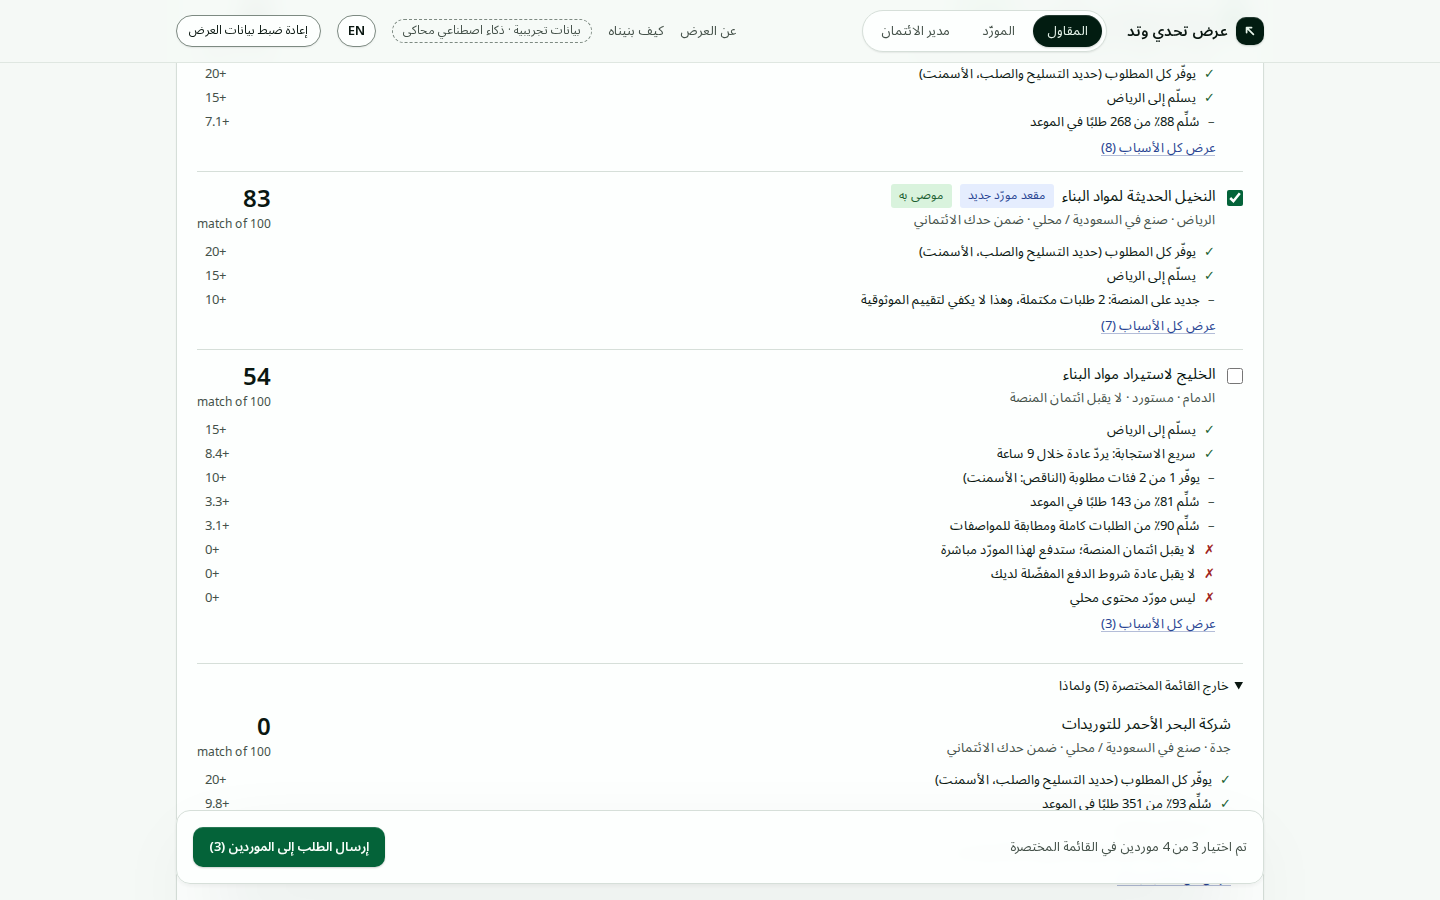 عرض تحدي وتد
المقاول
المورّد
مدير الائتمان
عن العرض
كيف بنيناه
بيانات تجريبية · ذكاء اصطناعي محاكى
EN
إعادة ضبط بيانات العرض
✓ يوفّر كل المطلوب (حديد التسليح والصلب، الأسمنت) 20+
✓ يسلّم إلى الرياض 15+
– سُلِّم 88٪ من 268 طلبًا في الموعد 7.1+
عرض كل الأسباب (8)
النخيل الحديثة لمواد البناء مقعد مورّد جديد موصى به 83
الرياض · صنع في السعودية / محلي · ضمن حدك الائتماني match of 100
✓ يوفّر كل المطلوب (حديد التسليح والصلب، الأسمنت) 20+
✓ يسلّم إلى الرياض 15+
– جديد على المنصة: 2 طلبات مكتملة، وهذا لا يكفي لتقييم الموثوقية 10+
عرض كل الأسباب (7)
الخليج لاستيراد مواد البناء 54
الدمام · مستورد · لا يقبل ائتمان المنصة match of 100
✓ يسلّم إلى الرياض 15+
✓ سريع الاستجابة: يردّ عادة خلال 9 ساعة 8.4+
– يوفّر 1 من 2 فئات مطلوبة (الناقص: الأسمنت) 10+
– سُلِّم 81٪ من 143 طلبًا في الموعد 3.3+
– سُلِّم 90٪ من الطلبات كاملة ومطابقة للمواصفات 3.1+
✗ لا يقبل ائتمان المنصة؛ ستدفع لهذا المورّد مباشرة 0+
✗ لا يقبل عادة شروط الدفع المفضّلة لديك 0+
✗ ليس مورّد محتوى محلي 0+
عرض كل الأسباب (3)
▼ خارج القائمة المختصرة (5) ولماذا
شركة البحر الأحمر للتوريدات 0
جدة · صنع في السعودية / محلي · ضمن حدك الائتماني match of 100
✓ يوفّر كل المطلوب (حديد التسليح والصلب، الأسمنت) 20+
✓ سُلِّم 93٪ من 351 طلبًا في الموعد 9.8+
تم اختيار 3 من 4 موردين في القائمة المختصرة
إرسال الطلب إلى الموردين (3)